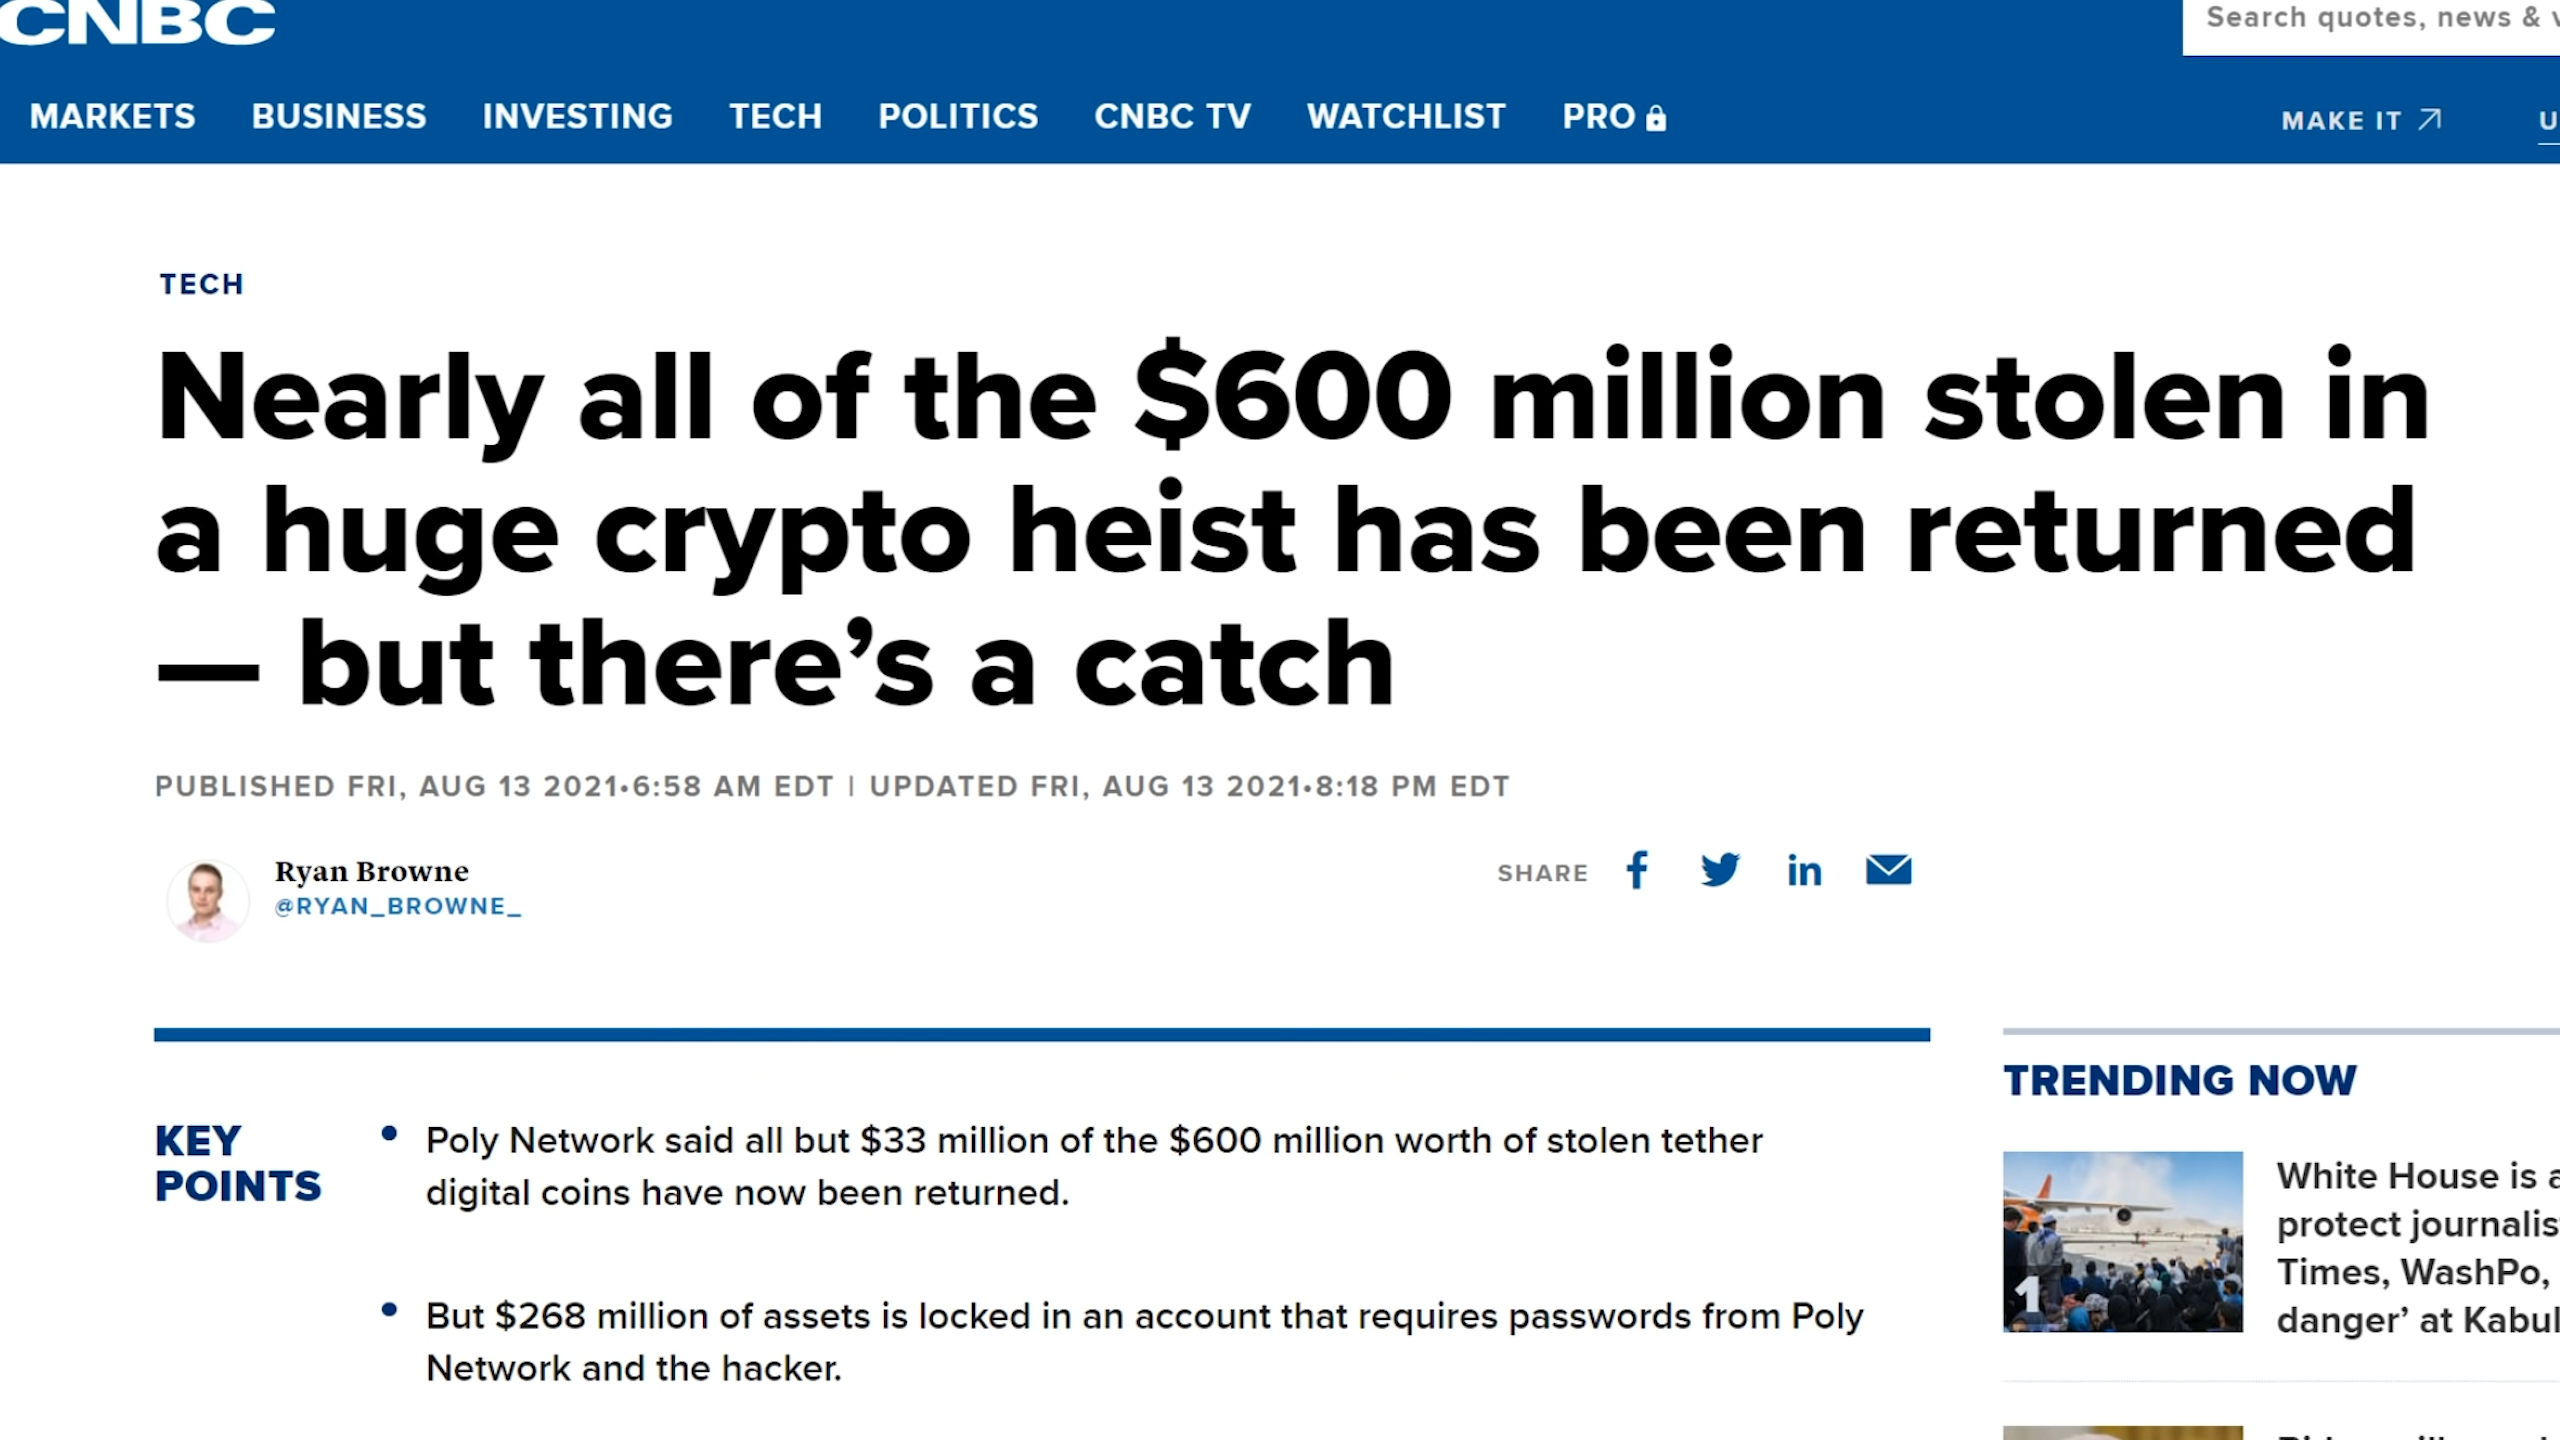 CNBC
Search quotes, news &
MARKETS BUSINESS INVESTING TECH POLITICS CNBC TV WATCHLIST PRO
MAKE IT
TECH
Nearly all of the $600 million stolen in
a huge crypto heist has been returned
— but there’s a catch
PUBLISHED FRI, AUG 13 2021•6:58 AM EDT | UPDATED FRI, AUG 13 2021•8:18 PM EDT
Ryan Browne
@RYAN_BROWNE_
SHARE
KEY
POINTS
• Poly Network said all but $33 million of the $600 million worth of stolen tether
digital coins have now been returned.
• But $268 million of assets is locked in an account that requires passwords from Poly
Network and the hacker.
TRENDING NOW
1
White House is
protect
Times, WashPo,
danger’ at